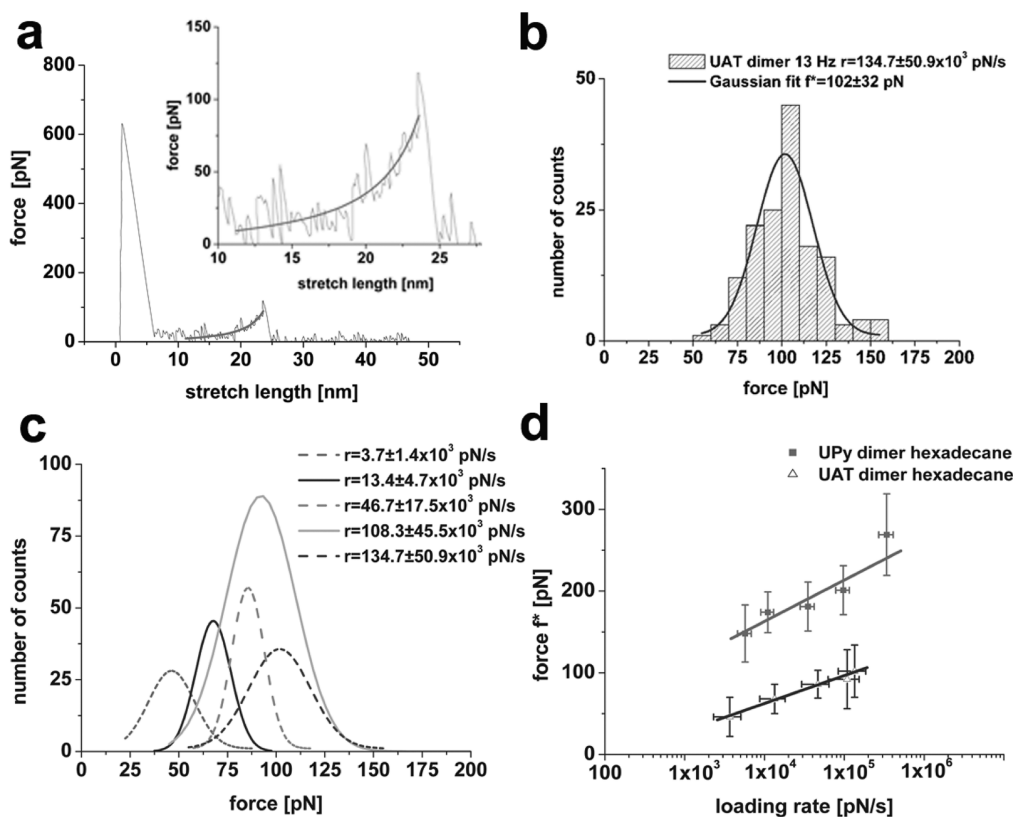 a
800
600
400
200
0
force [pN]
0 10 20 30 40 50
stretch length [nm]
150
100
50
0
force [pN]
10 15 20 25
stretch length [nm]
b
UAT dimer 13 Hz r=134.7±50.9x10³ pN/s
Gaussian fit f*=102±32 pN
50
25
0
number of counts
0 25 50 75 100 125 150 175 200
force [pN]
c
r=3.7±1.4x10³ pN/s
r=13.4±4.7x10³ pN/s
r=46.7±17.5x10³ pN/s
r=108.3±45.5x10³ pN/s
r=134.7±50.9x10³ pN/s
100
75
50
25
0
number of counts
0 25 50 75 100 125 150 175 200
force [pN]
d
UPy dimer hexadecane
UAT dimer hexadecane
300
200
100
0
force f* [pN]
100 1x10³ 1x10⁴ 1x10⁵ 1x10⁶
loading rate [pN/s]